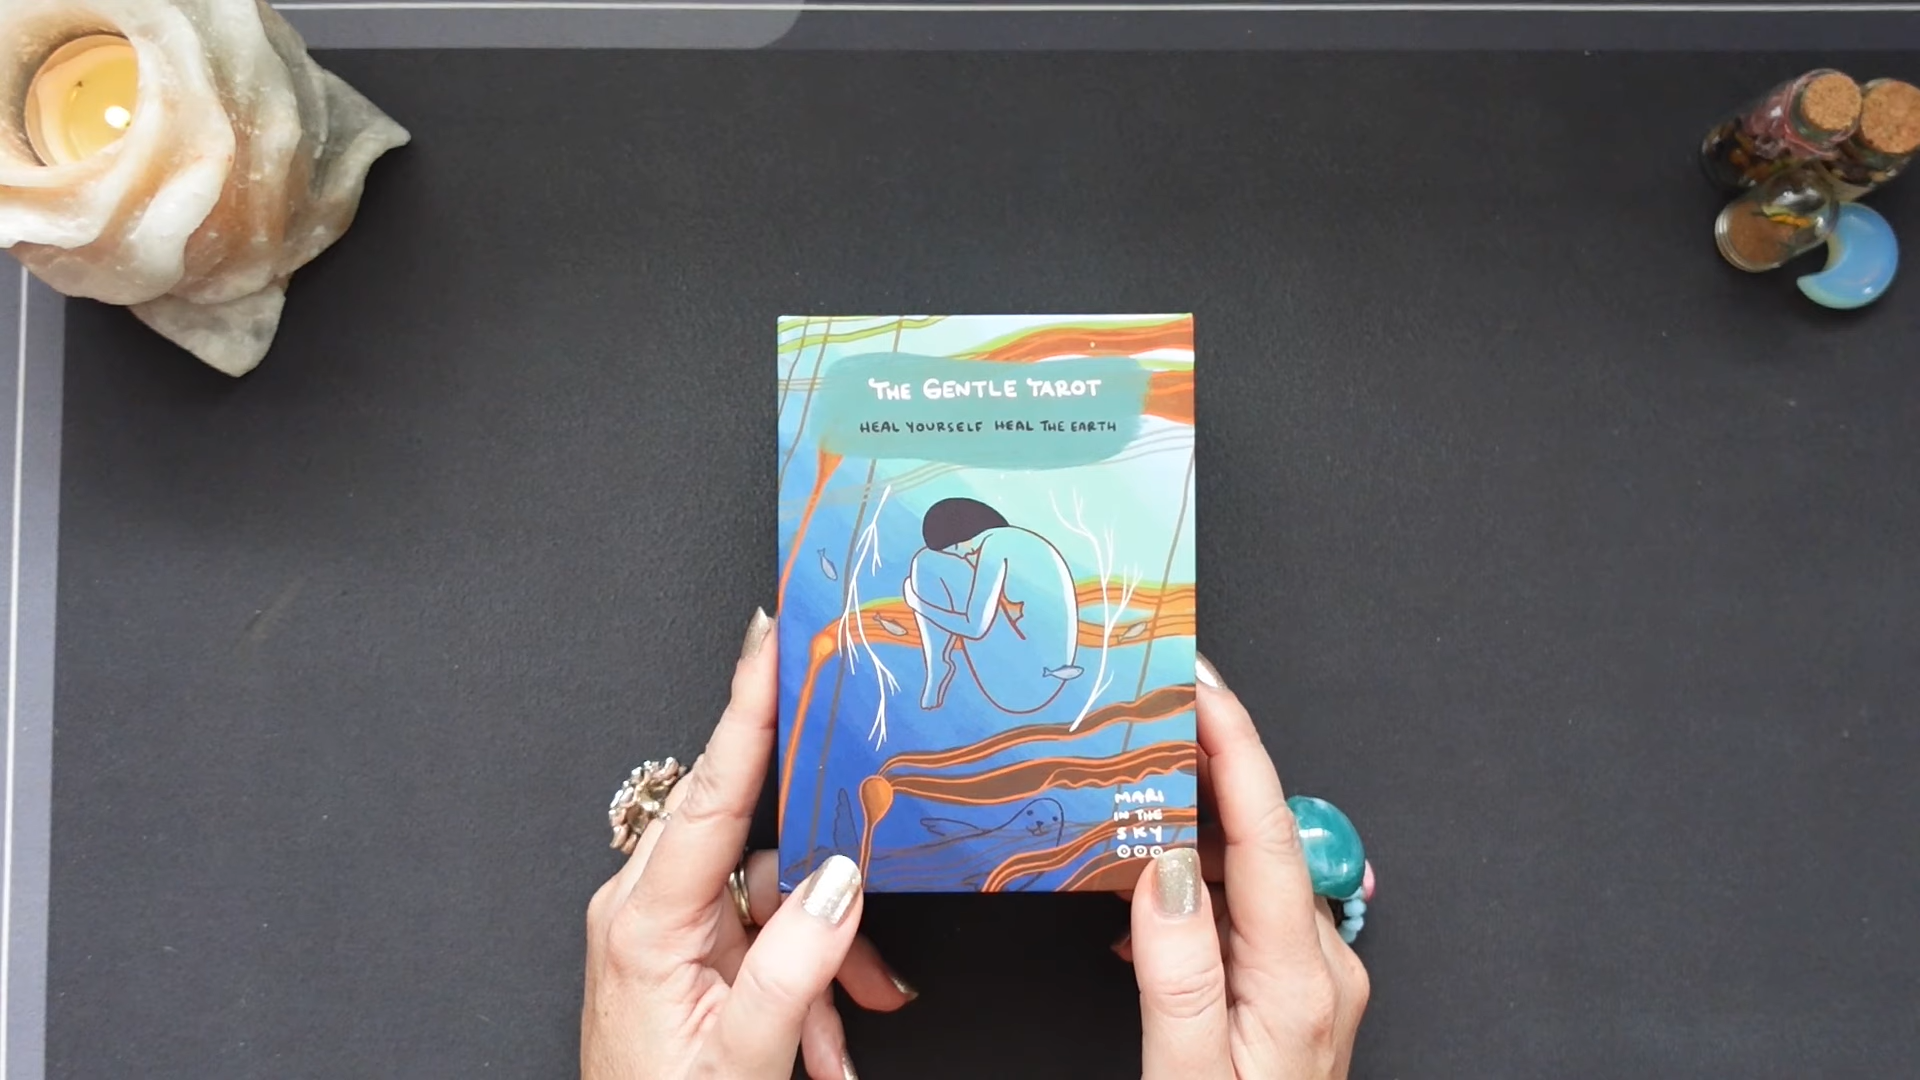 THE GENTLE TAROT
HEAL YOURSELF HEAL THE EARTH
MARI
IN THE
SKY